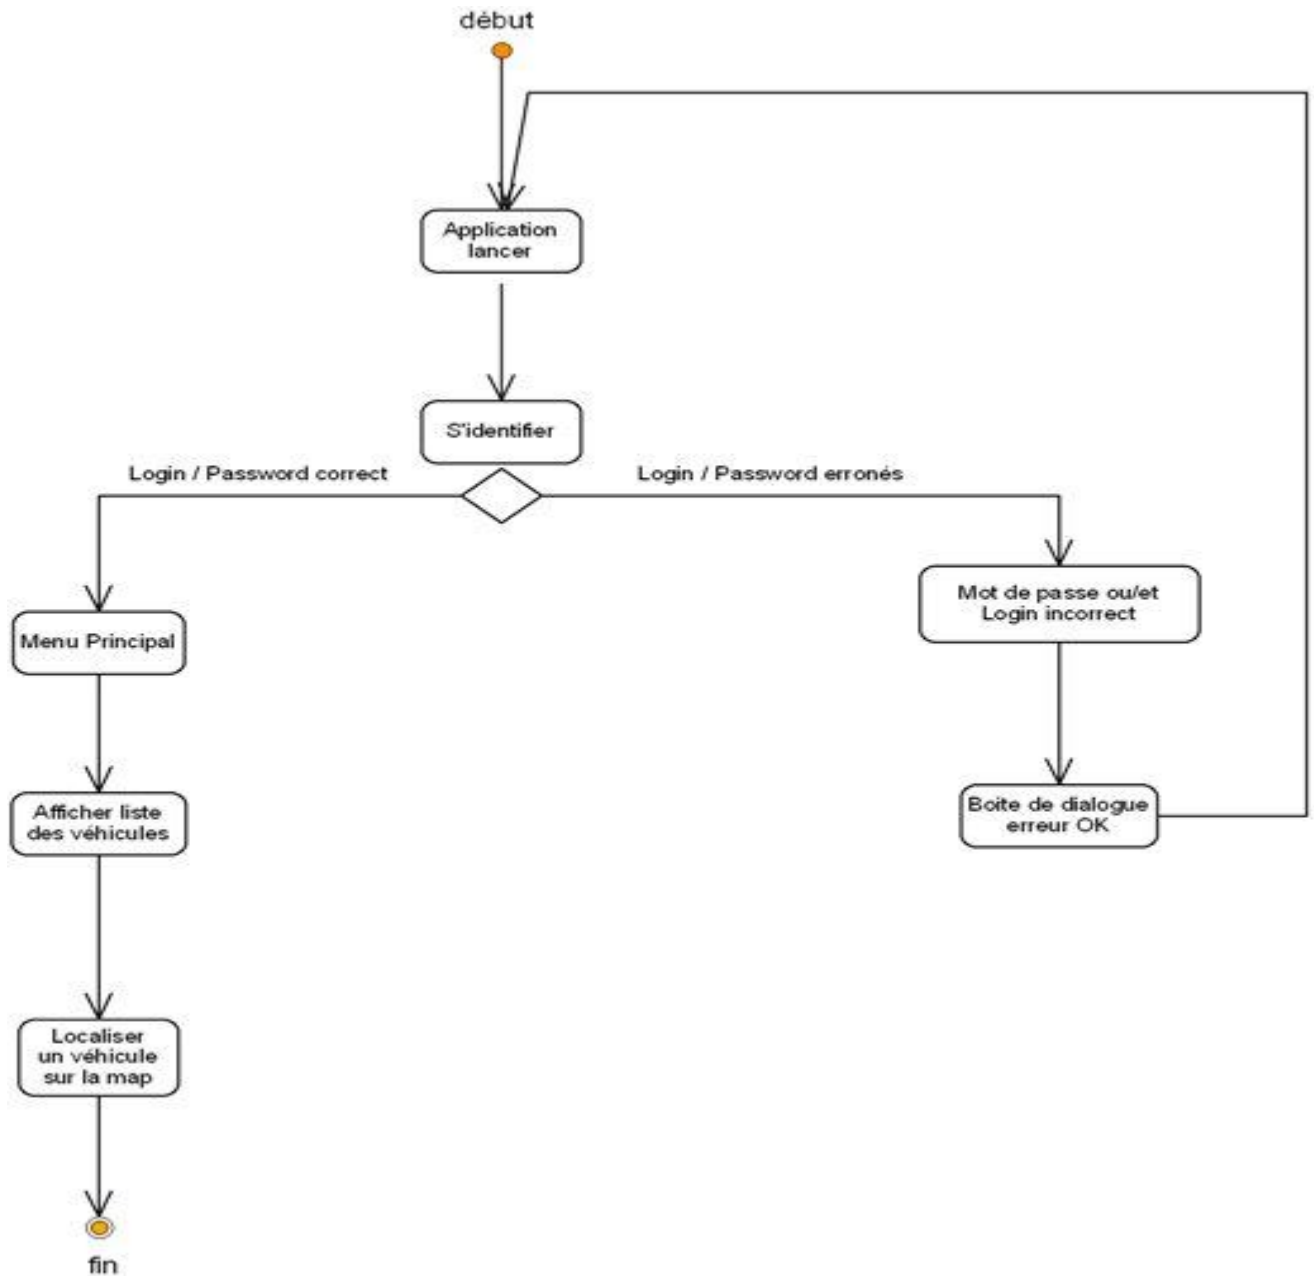 début
Application
lancer
S'identifier
Login / Password correct
Login / Password erronés
Mot de passe ou/et
Login incorrect
Menu Principal
Afficher liste
des véhicules
Boite de dialogue
erreur OK
Localiser
un véhicule
sur la map
fin